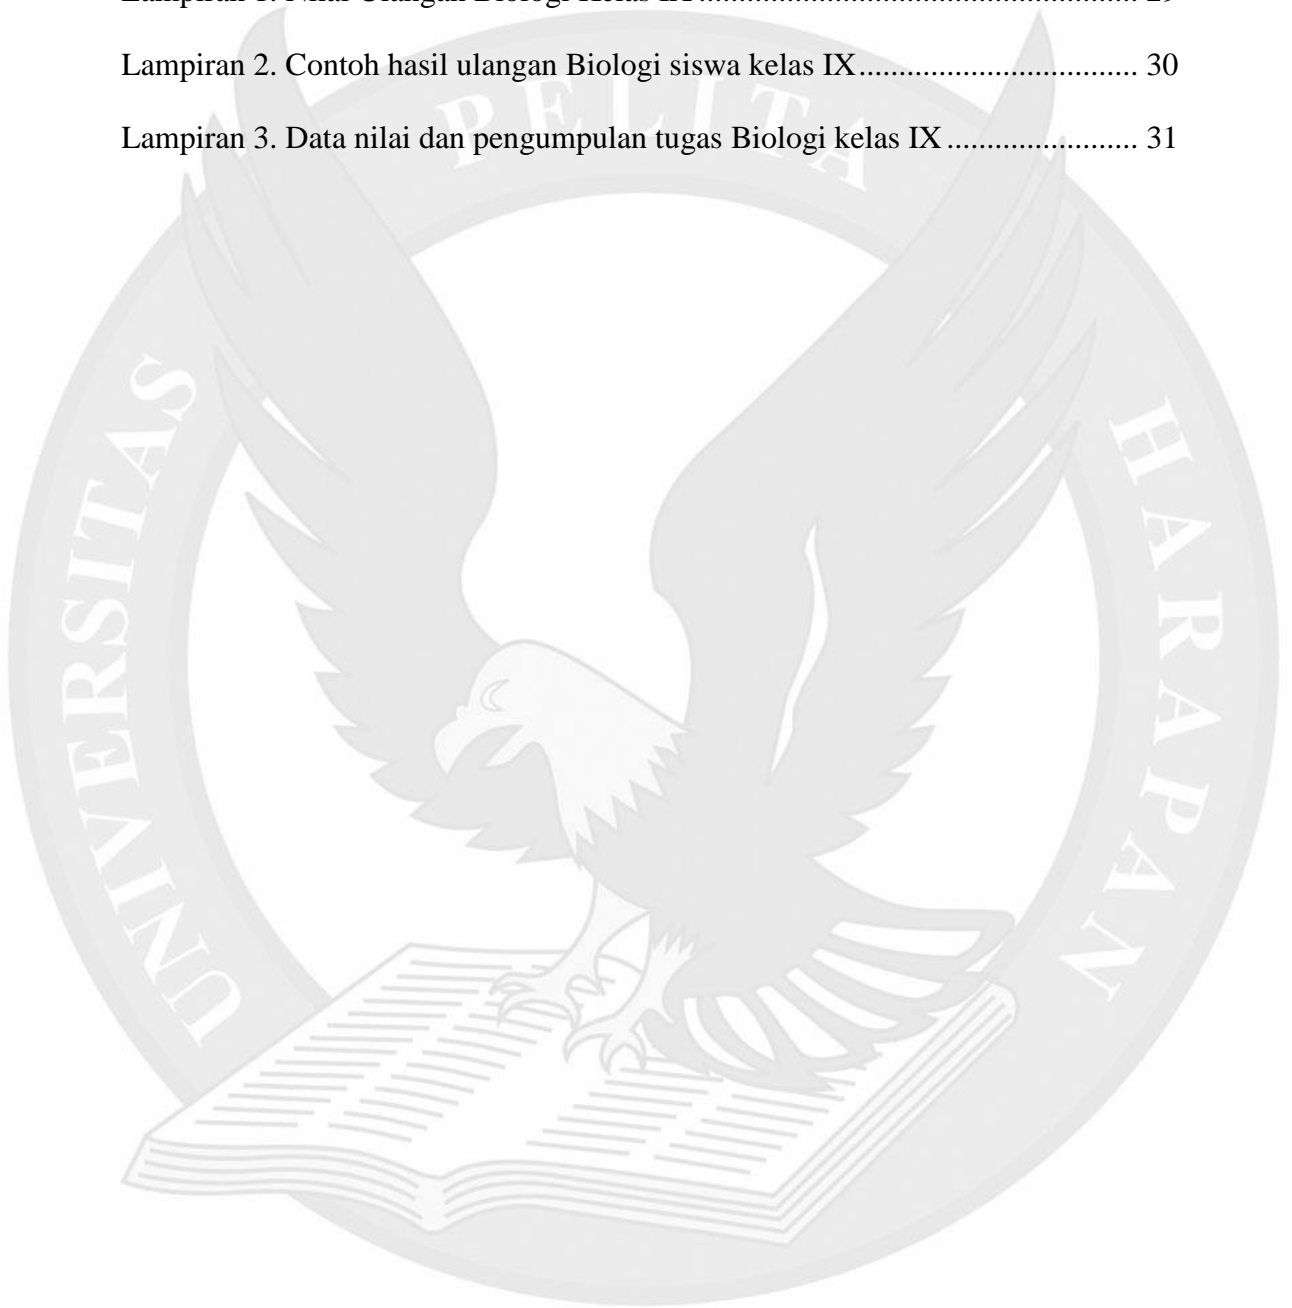 Lampiran 1. Nilai Ulangan Biologi Kelas IX....................................................... 29
Lampiran 2. Contoh hasil ulangan Biologi siswa kelas IX................................... 30
Lampiran 3. Data nilai dan pengumpulan tugas Biologi kelas IX ........................ 31
UNIVERSITAS PELITA HARAPAN